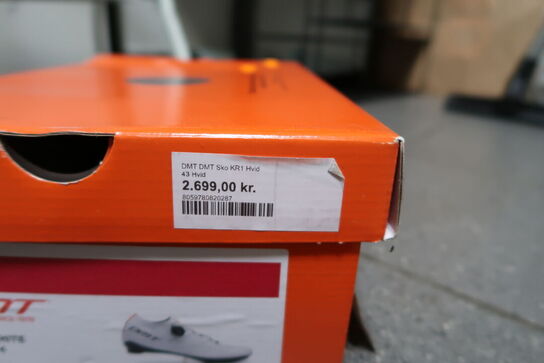 DMT DMT Sko KR1 Hvid
43 Hvid
2.699,00 kr.
8059780820287